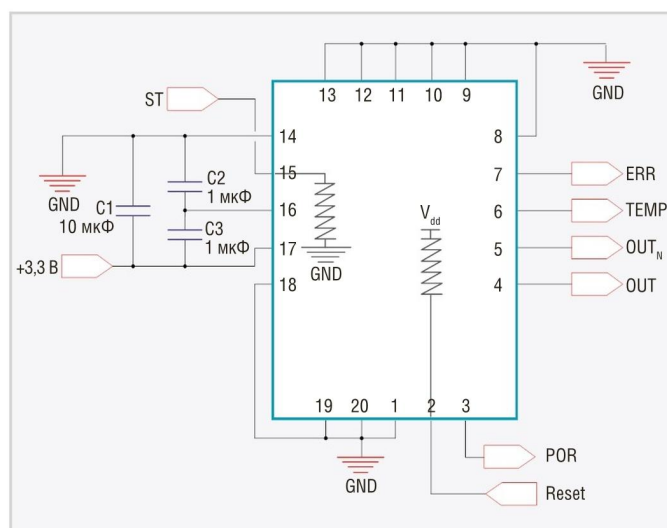 13 12 11 10 9
GND
ST
14
8
15
7
ERR
C2
1 мкФ
GND
C1
10 мкФ
16
V_dd
6
TEMP
C3
1 мкФ
17
5
OUT_N
+3,3 В
GND
18
4
OUT
19 20 1 2 3
GND
POR
Reset